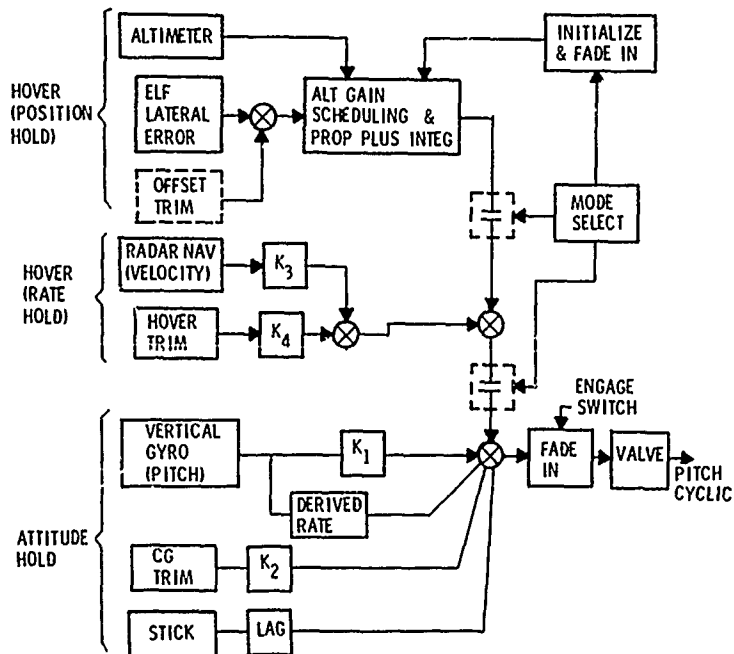 ALTIMETER
INITIALIZE
& FADE IN
HOVER
(POSITION
HOLD)
ELF
LATERAL
ERROR
ALT GAIN
SCHEDULING &
PROP PLUS INTEG
OFFSET
TRIM
MODE
SELECT
HOVER
(RATE
HOLD)
RADAR NAV
(VELOCITY)
K3
HOVER
TRIM
K4
ENGAGE
SWITCH
VERTICAL
GYRO
(PITCH)
K1
FADE
IN
VALVE
PITCH
CYCLIC
DERIVED
RATE
ATTITUDE
HOLD
CG
TRIM
K2
STICK
LAG